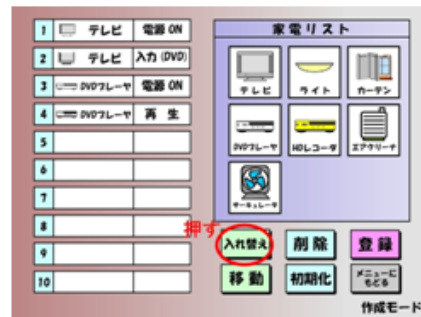 1 テレビ 電源 ON
2 テレビ 入力 (DVD)
3 DVDプレーヤ 電源 ON
4 DVDプレーヤ 再 生
5
6
7
8
9
10
家電リスト
テレビ
ライト
カーテン
DVDプレーヤ
HDレコーダ
エアクリーナ
サーキュレータ
押す
入れ替え
削 除
登 録
移 動
初期化
メニューに
もどる
作成モード